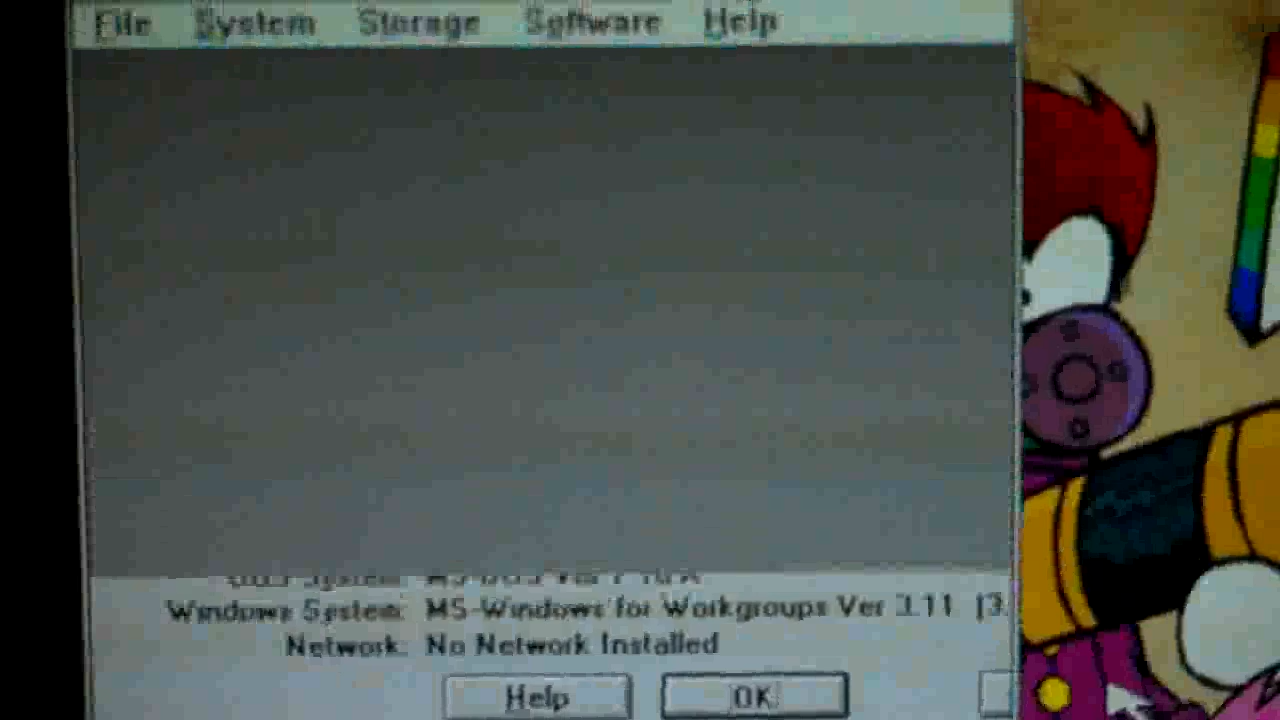 File System Storage Software Help
Windows System: MS-Windows for Workgroups Ver 3.11 [3.
Network: No Network Installed
Help OK